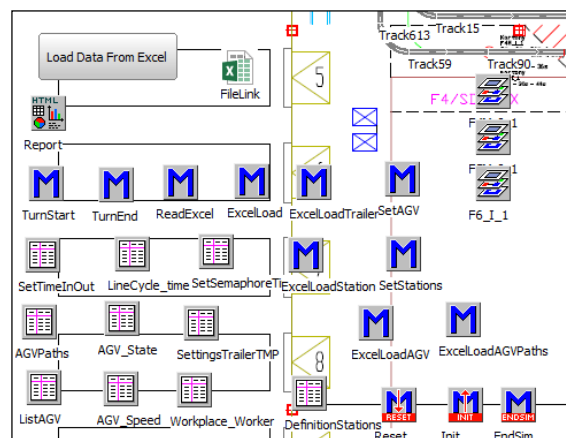 Track15
Track613
Load Data From Excel
Track59
Track90
FileLink
5
F4/S
X
HTML
Report
TurnStart
TurnEnd
ReadExcel
ExcelLoad
ExcelLoadTrailer
SetAGV
F6_I_1
SetTimeInOut
LineCycle_time
SetSemaphoreTi
ExcelLoadStation
SetStations
AGVPaths
AGV_State
SettingsTrailerTMP
8
ExcelLoadAGV
ExcelLoadAGVPaths
ListAGV
AGV_Speed
Workplace_Worker
DefinitionStations
RESET
INIT
ENDSIM
Reset
Init
EndSim